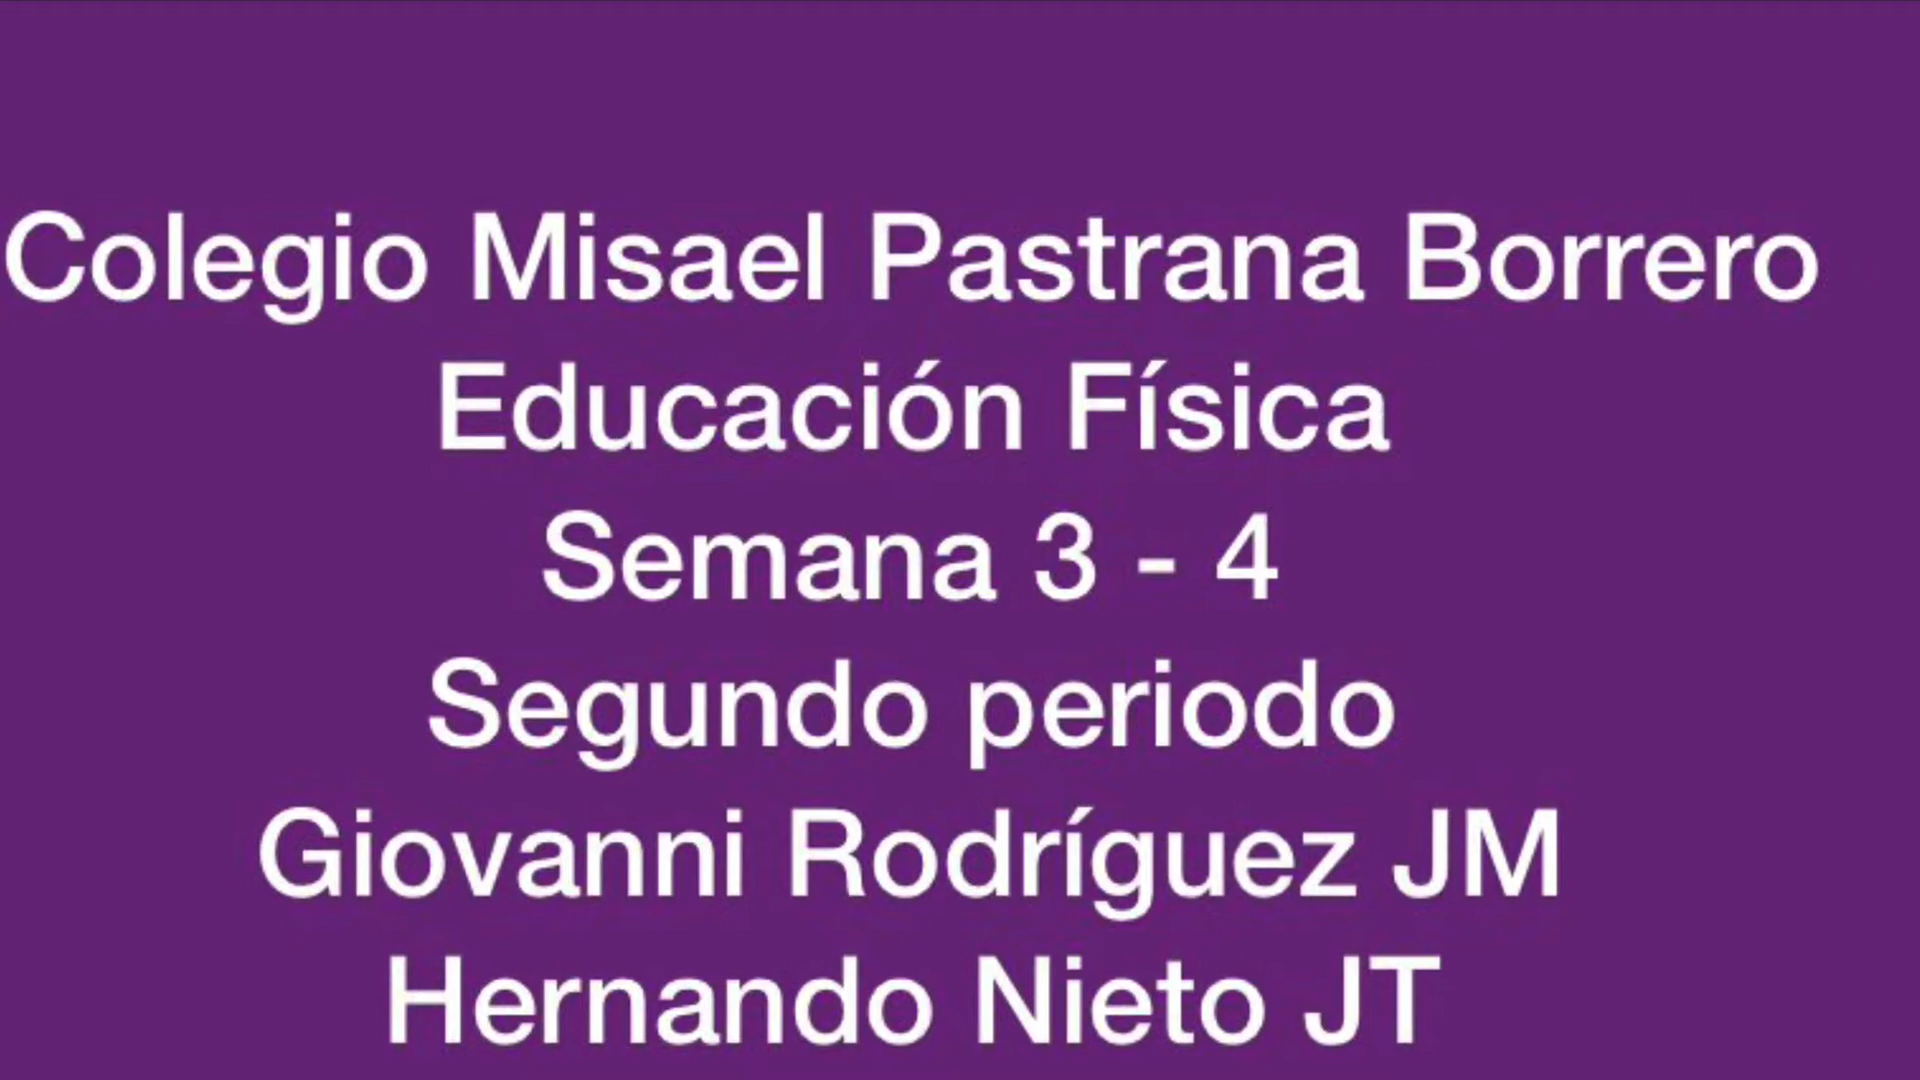 Colegio Misael Pastrana Borrero
Educación Física
Semana 3 - 4
Segundo periodo
Giovanni Rodríguez JM
Hernando Nieto JT